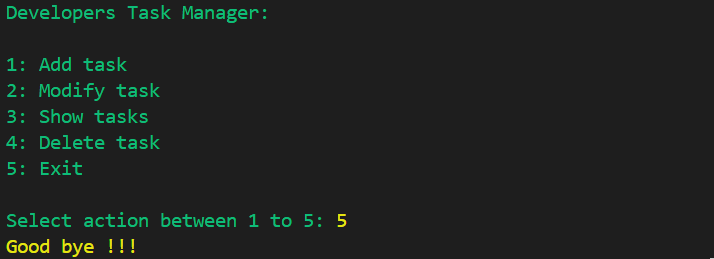 Developers Task Manager:
1: Add task
2: Modify task
3: Show tasks
4: Delete task
5: Exit
Select action between 1 to 5: 5
Good bye !!!